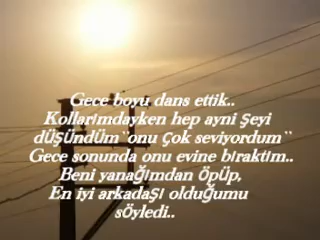 Gece boyu dans ettik..
Kollarımdayken hep ayni şeyi
düşündüm¨onu çok seviyordum¨
Gece sonunda onu evine bıraktım..
Beni yanağımdan öpüp,
En iyi arkadaşı olduğumu
söyledi..